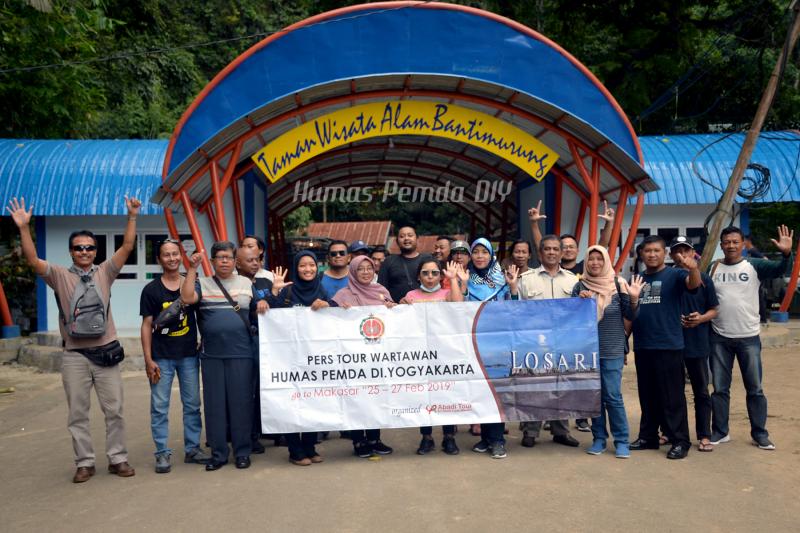 Taman Wisata Alam Bantimurung
Humas Pemda DIY
PERS TOUR WARTAWAN
HUMAS PEMDA DI.YOGYAKARTA
go to Makasar "25 - 27 Feb 2019"
organized Abadi Tour
LOSARI
KING